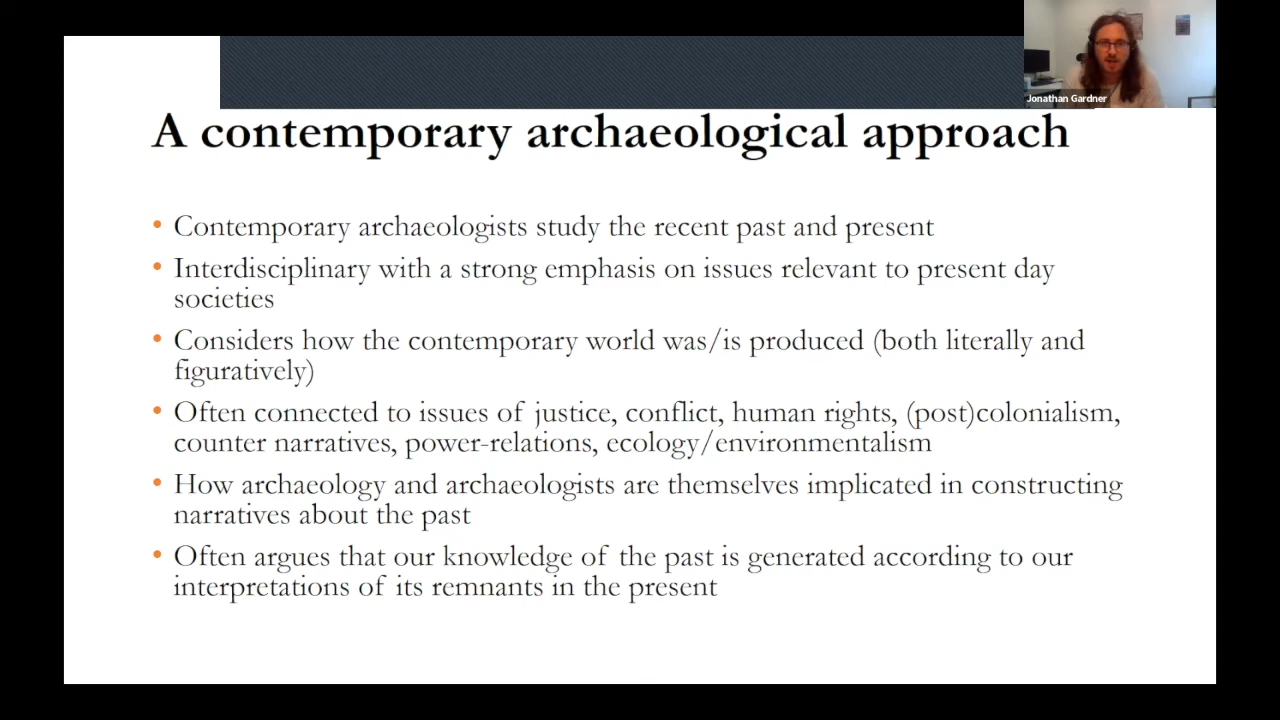 Jonathan Gardner
A contemporary archaeological approach
• Contemporary archaeologists study the recent past and present
• Interdisciplinary with a strong emphasis on issues relevant to present day
societies
• Considers how the contemporary world was/is produced (both literally and
figuratively)
• Often connected to issues of justice, conflict, human rights, (post)colonialism,
counter narratives, power-relations, ecology/environmentalism
• How archaeology and archaeologists are themselves implicated in constructing
narratives about the past
• Often argues that our knowledge of the past is generated according to our
interpretations of its remnants in the present